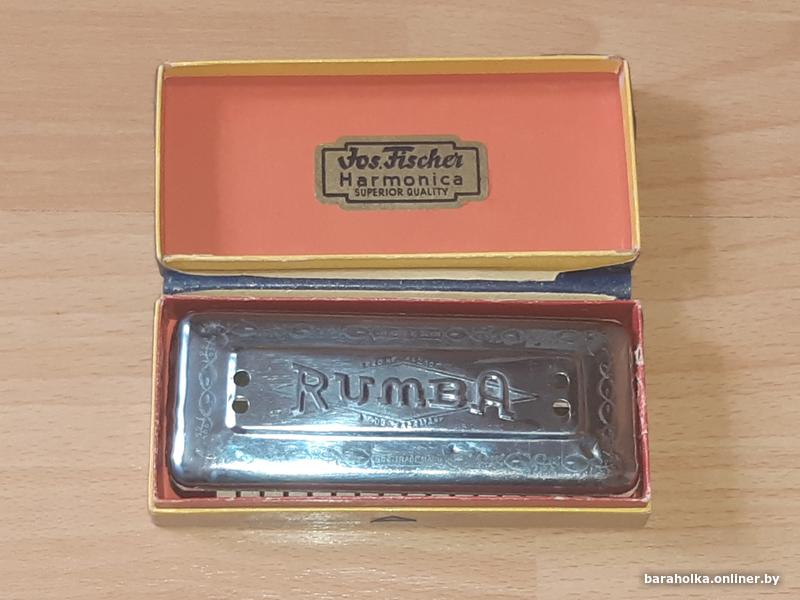 Jos. Fischer
Harmonica
SUPERIOR QUALITY
RUMBA
baraholka.onliner.by